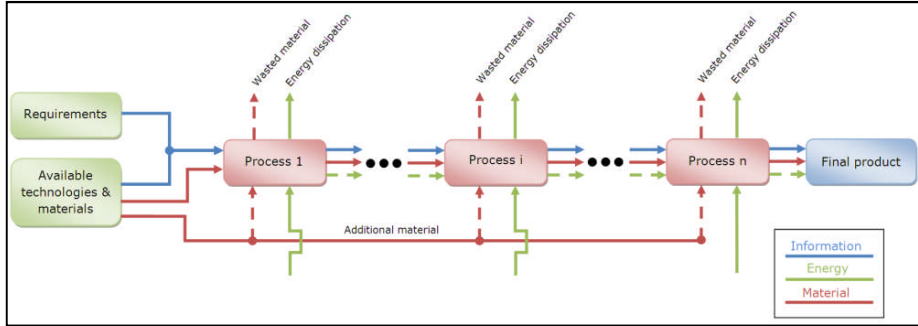 Wasted material
Energy dissipation
Wasted material
Energy dissipation
Wasted material
Energy dissipation
Requirements
Available
technologies &
materials
Process 1
Process i
Process n
Final product
Additional material
Information
Energy
Material